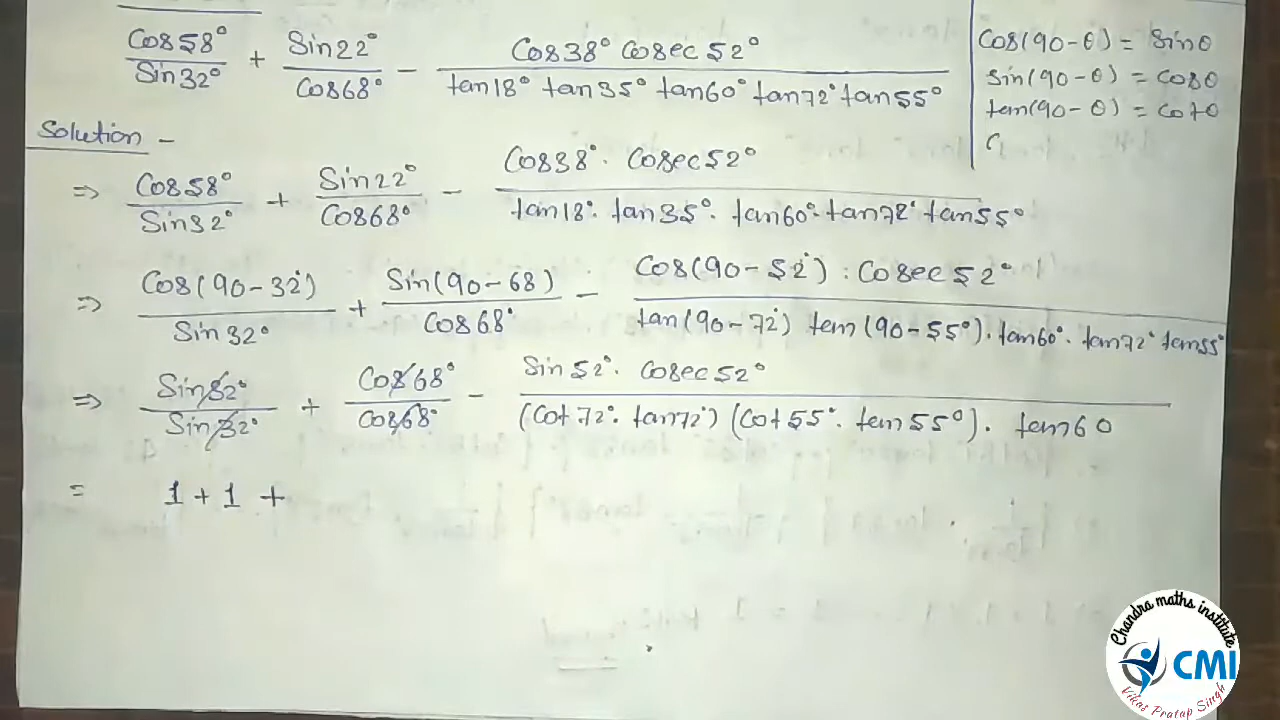 Cos58° / Sin32° + Sin22° / Cos68° - Cos38° Cosec52° / tan18° tan35° tan60° tan72° tan55°
Cos(90-θ) = Sinθ
Sin(90-θ) = Cosθ
tan(90-θ) = Cotθ
C
Solution -
⇒ Cos58° / Sin32° + Sin22° / Cos68° - Cos38° . Cosec52° / tan18° . tan35° . tan60° . tan72° tan55°
⇒ Cos(90-32°) / Sin32° + Sin(90-68) / Cos68° - Cos(90-52°) . Cosec52° / tan(90-72°) tan(90-55°) . tan60° . tan72° tan55°
⇒ Sin32° / Sin32° + Cos68° / Cos68° - Sin52° . Cosec52° / (Cot72° . tan72°) (Cot55° . tan55°) . tan60
= 1 + 1 +
Chandra maths institute
CMI
Vikas Pratap Singh